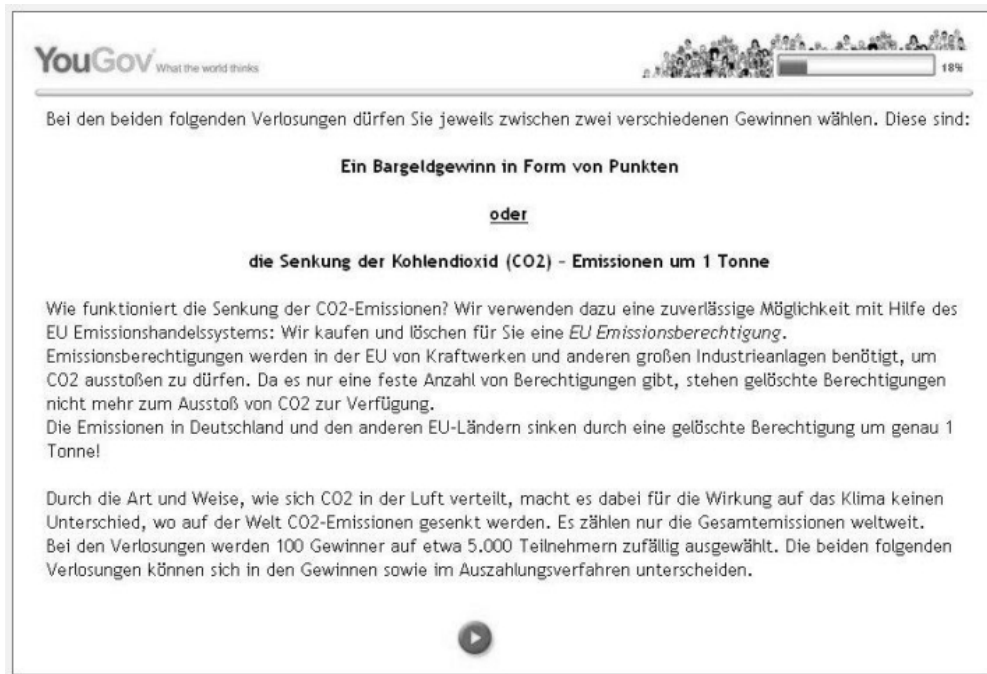 YouGov What the world thinks
18%
Bei den beiden folgenden Verlosungen dürfen Sie jeweils zwischen zwei verschiedenen Gewinnen wählen. Diese sind:
Ein Bargeldgewinn in Form von Punkten
oder
die Senkung der Kohlendioxid (CO2) - Emissionen um 1 Tonne
Wie funktioniert die Senkung der CO2-Emissionen? Wir verwenden dazu eine zuverlässige Möglichkeit mit Hilfe des
EU Emissionshandelssystems: Wir kaufen und löschen für Sie eine EU Emissionsberechtigung.
Emissionsberechtigungen werden in der EU von Kraftwerken und anderen großen Industrieanlagen benötigt, um
CO2 ausstoßen zu dürfen. Da es nur eine feste Anzahl von Berechtigungen gibt, stehen gelöschte Berechtigungen
nicht mehr zum Ausstoß von CO2 zur Verfügung.
Die Emissionen in Deutschland und den anderen EU-Ländern sinken durch eine gelöschte Berechtigung um genau 1
Tonne!
Durch die Art und Weise, wie sich CO2 in der Luft verteilt, macht es dabei für die Wirkung auf das Klima keinen
Unterschied, wo auf der Welt CO2-Emissionen gesenkt werden. Es zählen nur die Gesamtemissionen weltweit.
Bei den Verlosungen werden 100 Gewinner auf etwa 5.000 Teilnehmern zufällig ausgewählt. Die beiden folgenden
Verlosungen können sich in den Gewinnen sowie im Auszahlungsverfahren unterscheiden.